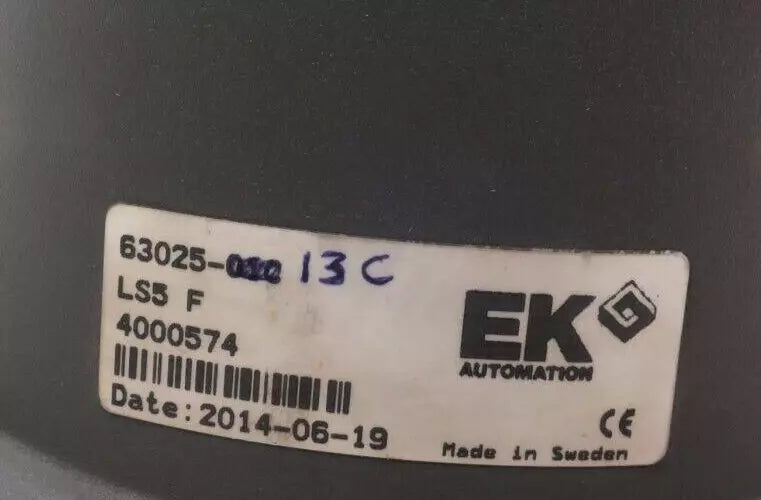 63025- 13C
LS5 F
4000574
Date:2014-06-19
EK
AUTOMATION
CE
Made in Sweden